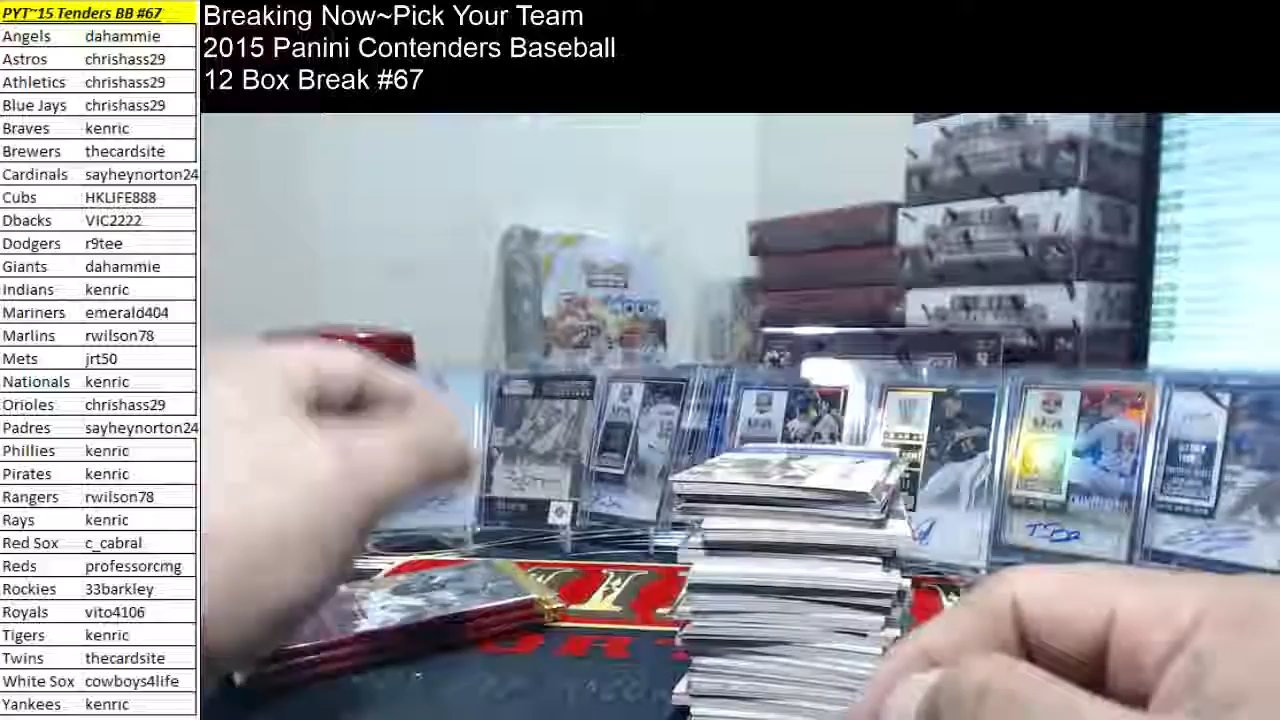 PYT~15 Tenders BB #67
Angels dahammie
Astros chrishass29
Athletics chrishass29
Blue Jays chrishass29
Braves kenric
Brewers thecardsite
Cardinals sayheynorton24
Cubs HKLIFE888
Dbacks VIC2222
Dodgers r9tee
Giants dahammie
Indians kenric
Mariners emerald404
Marlins rwilson78
Mets jrt50
Nationals kenric
Orioles chrishass29
Padres sayheynorton24
Phillies kenric
Pirates kenric
Rangers rwilson78
Rays kenric
Red Sox c_cabral
Reds professorcmg
Rockies 33barkley
Royals vito4106
Tigers kenric
Twins thecardsite
White Sox cowboys4life
Yankees kenric
Breaking Now~Pick Your Team
2015 Panini Contenders Baseball
12 Box Break #67